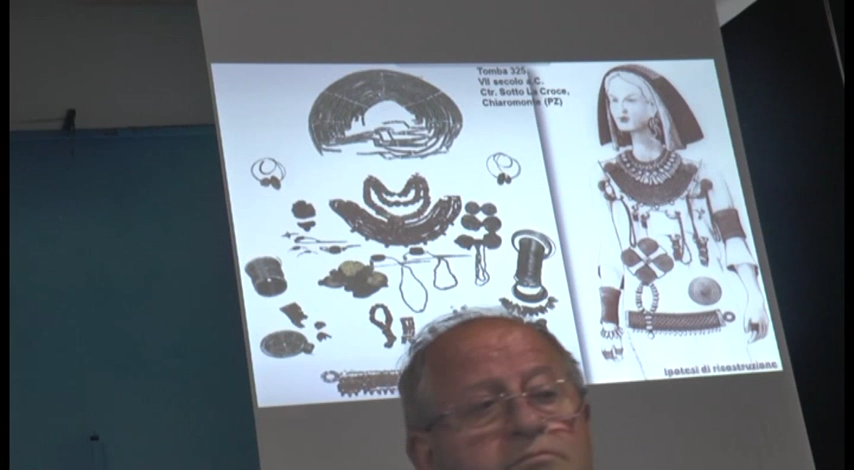 Tomba 325,
VII secolo a.C.
Ctr. Sotto La Croce,
Chiaromonte (PZ)
Ipotesi di ricostruzione